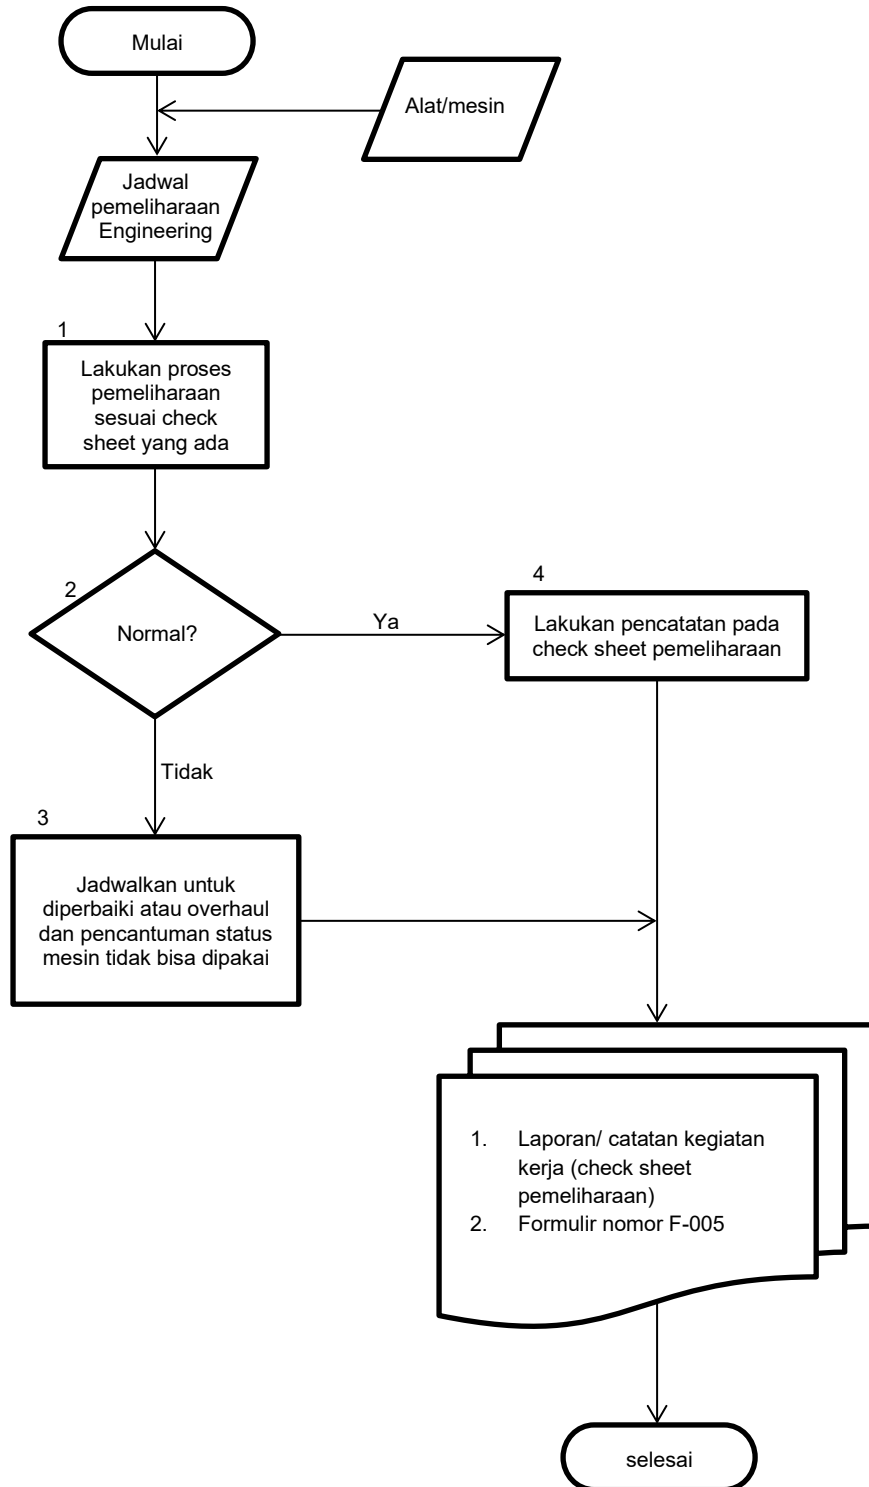 Mulai
Alat/mesin
Jadwal
pemeliharaan
Engineering
1
Lakukan proses
pemeliharaan
sesuai check
sheet yang ada
2
Normal?
Ya
4
Lakukan pencatatan pada
check sheet pemeliharaan
Tidak
3
Jadwalkan untuk
diperbaiki atau overhaul
dan pencantuman status
mesin tidak bisa dipakai
1. Laporan/ catatan kegiatan
kerja (check sheet
pemeliharaan)
2. Formulir nomor F-005
selesai